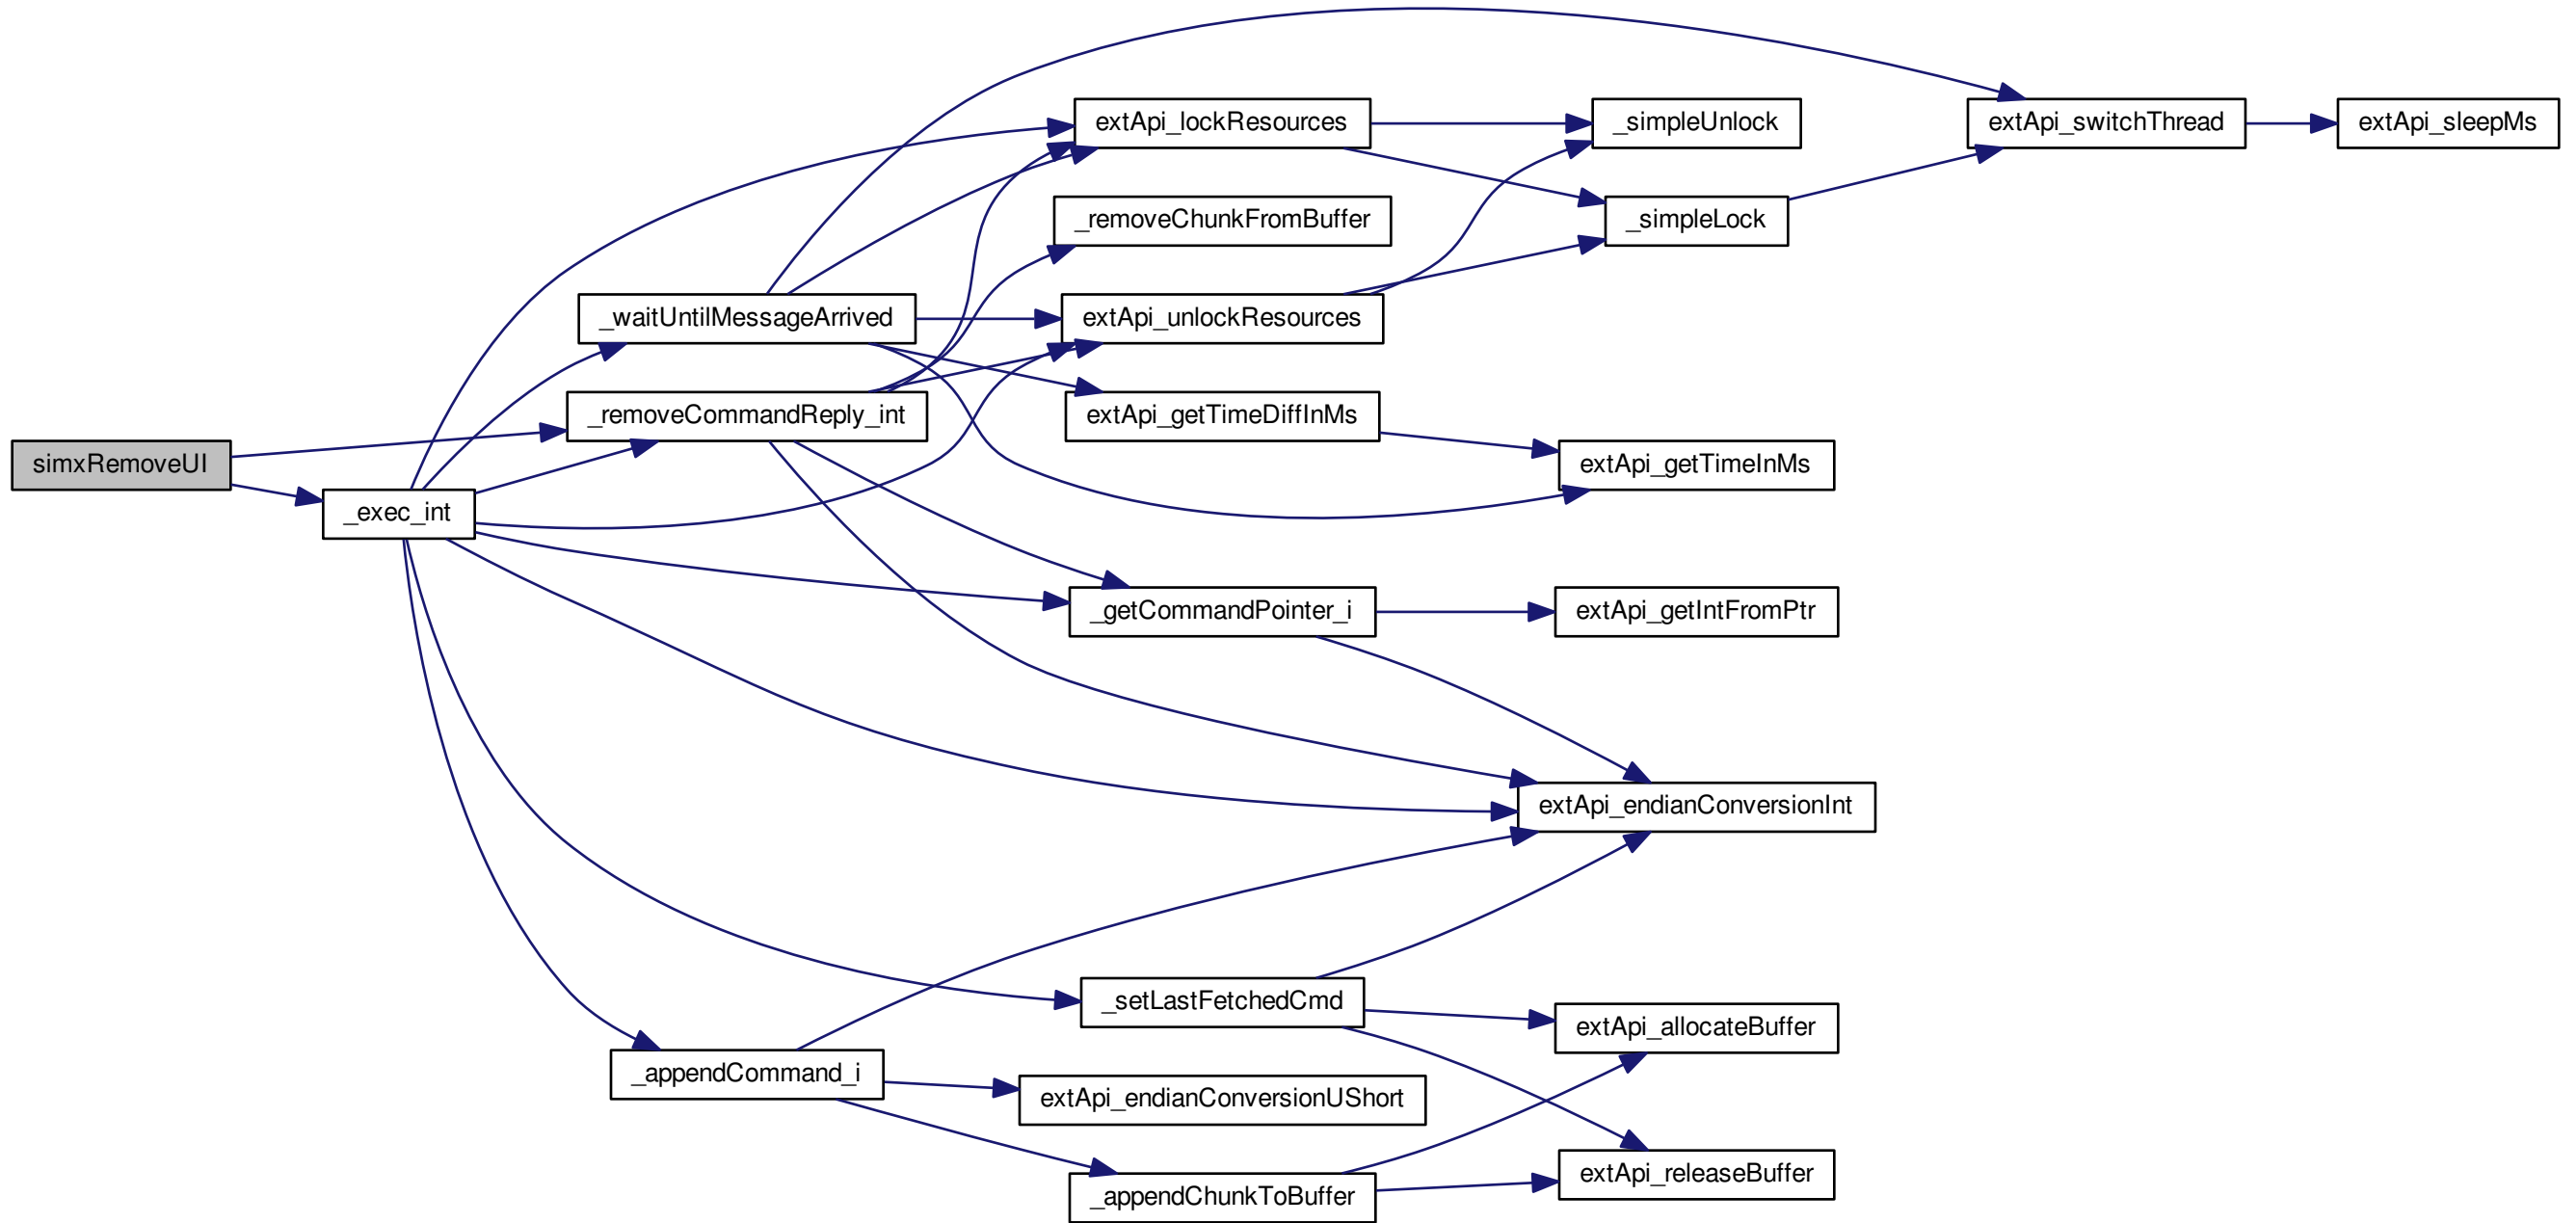 extApi_lockResources
_simpleUnlock
extApi_switchThread
extApi_sleepMs
_removeChunkFromBuffer
_simpleLock
_waitUntilMessageArrived
extApi_unlockResources
_removeCommandReply_int
extApi_getTimeDiffInMs
simxRemoveUI
extApi_getTimeInMs
_exec_int
_getCommandPointer_i
extApi_getIntFromPtr
extApi_endianConversionInt
_setLastFetchedCmd
extApi_allocateBuffer
_appendCommand_i
extApi_endianConversionUShort
extApi_releaseBuffer
_appendChunkToBuffer